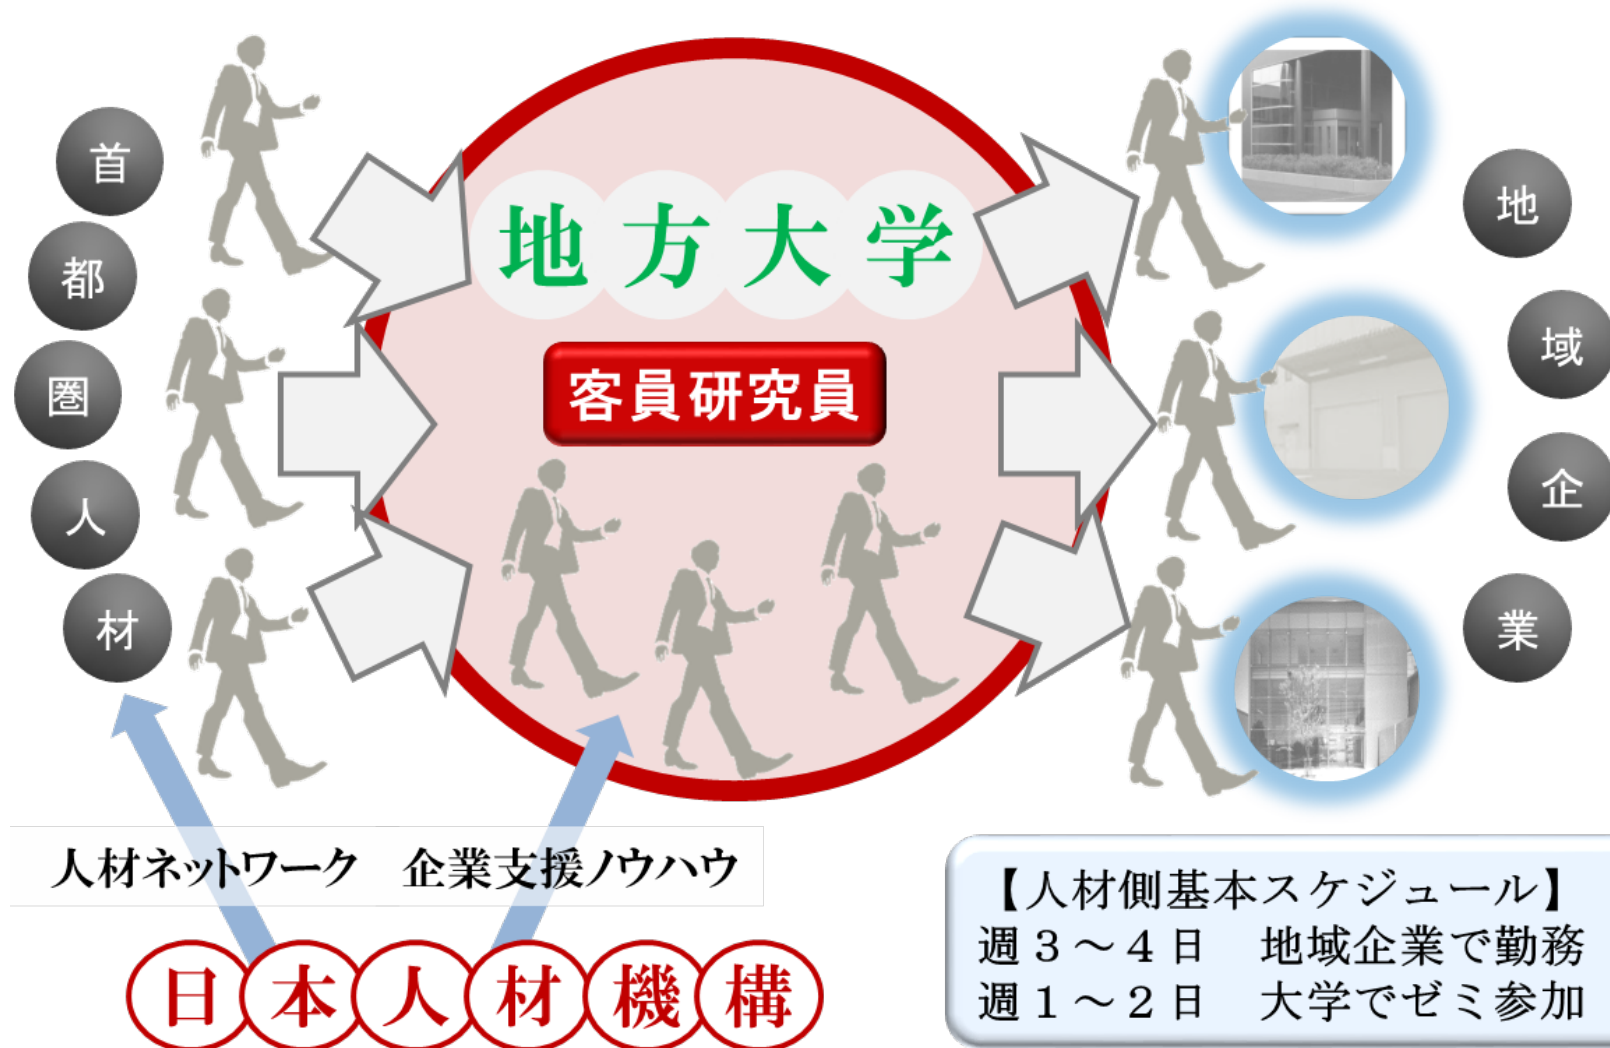 首都圏人材
地方大学
客員研究員
地域企業
人材ネットワーク　企業支援ノウハウ
日本人材機構
【人材側基本スケジュール】
週３～４日　地域企業で勤務
週１～２日　大学でゼミ参加